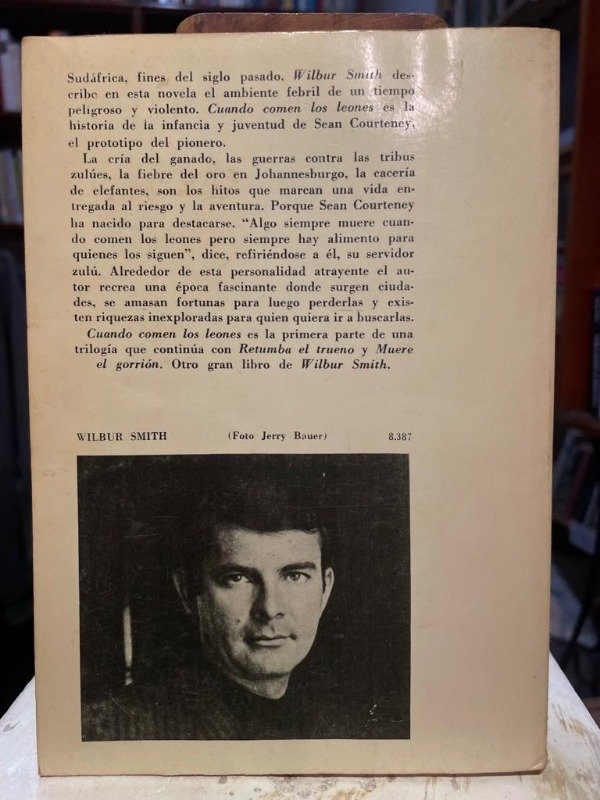 Sudáfrica, fines del siglo pasado. Wilbur Smith des-
cribe en esta novela el ambiente febril de un tiempo
peligroso y violento. Cuando comen los leones es la
historia de la infancia y juventud de Sean Courteney,
el prototipo del pionero.
La cría del ganado, las guerras contra las tribus
zulúes, la fiebre del oro en Johannesburgo, la cacería
de elefantes, son los hitos que marcan una vida en-
tregada al riesgo y la aventura. Porque Sean Courteney
ha nacido para destacarse. “Algo siempre muere cuan-
do comen los leones pero siempre hay alimento para
quienes los siguen”, dice, refiriéndose a él, su servidor
zulú. Alrededor de esta personalidad atrayente el au-
tor recrea una época fascinante donde surgen ciuda-
des, se amasan fortunas para luego perderlas y exis-
ten riquezas inexploradas para quien quiera ir a buscarlas.
Cuando comen los leones es la primera parte de una
trilogía que continúa con Retumba el trueno y Muere
el gorrión. Otro gran libro de Wilbur Smith.
WILBUR SMITH (Foto Jerry Bauer) 8.387